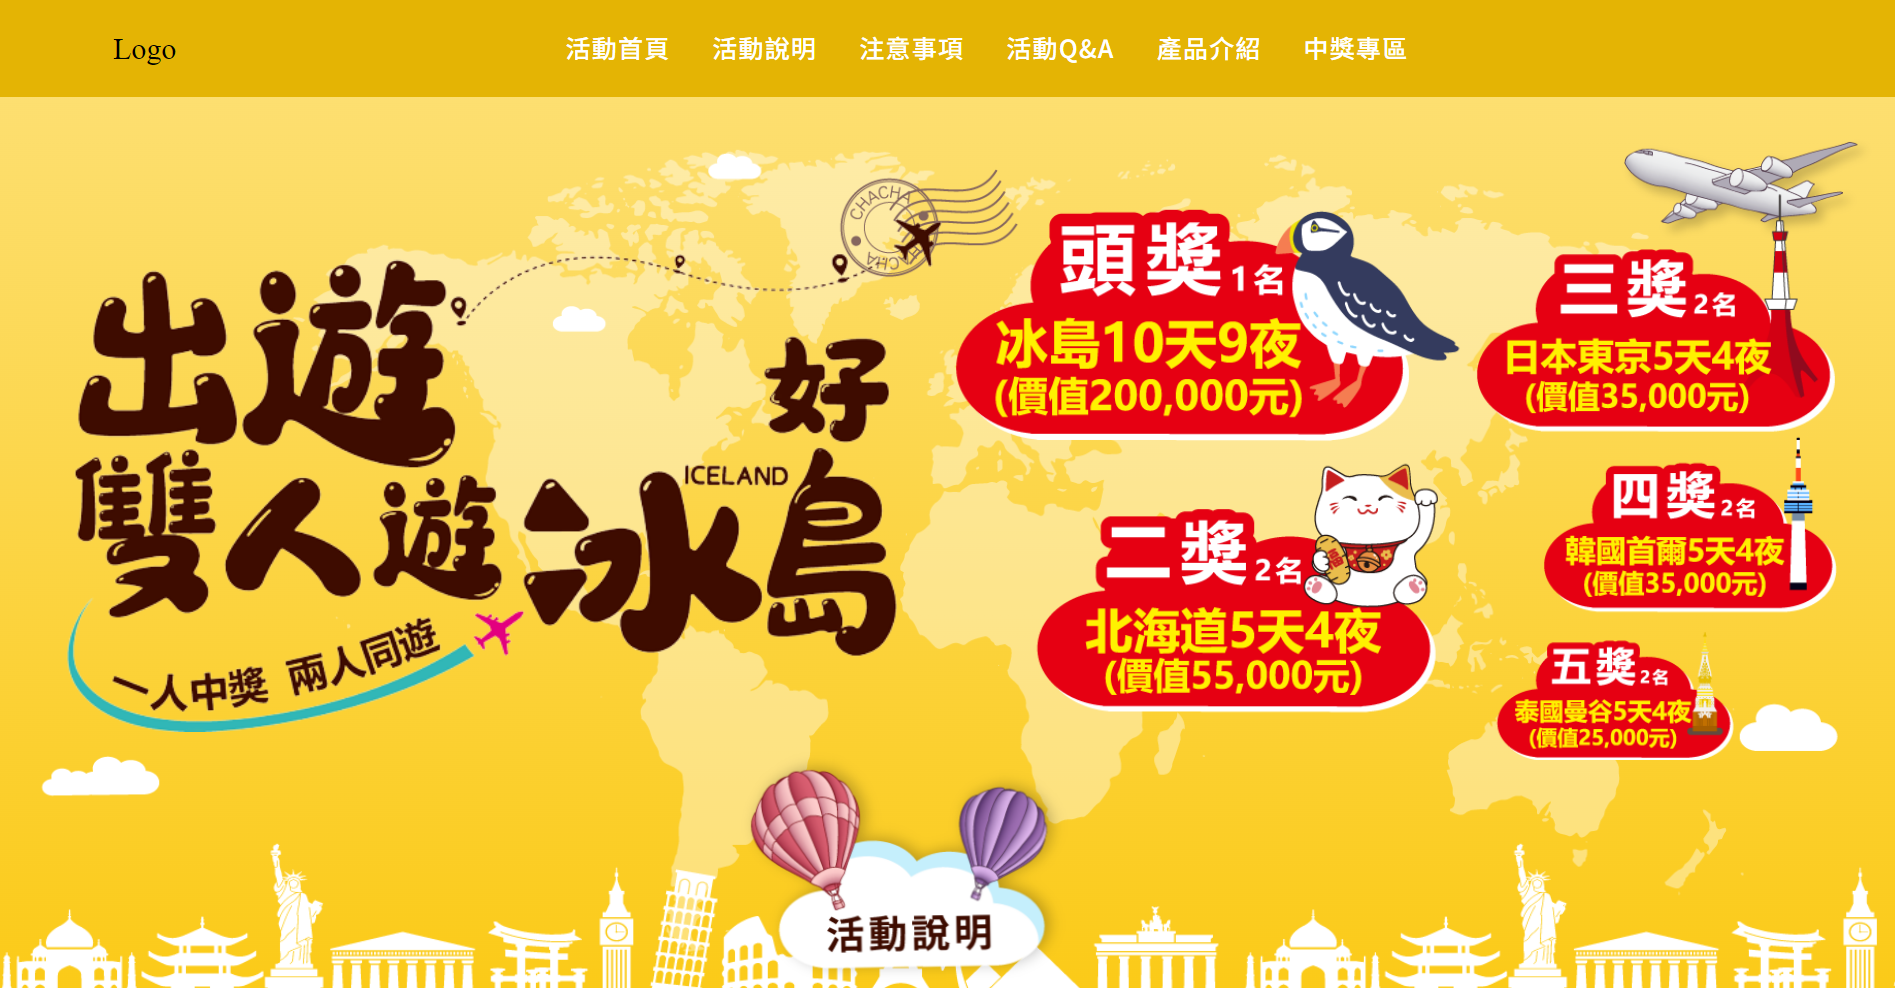 Logo
活動首頁 活動說明 注意事項 活動Q&A 產品介紹 中獎專區
CHACHA
CHACHA
出遊好
雙人遊冰島
ICELAND
一人中獎 兩人同遊
頭獎1名
冰島10天9夜
(價值200,000元)
二獎2名
福
北海道5天4夜
(價值55,000元)
三獎2名
日本東京5天4夜
(價值35,000元)
四獎2名
韓國首爾5天4夜
(價值35,000元)
五獎2名
泰國曼谷5天4夜
(價值25,000元)
活動說明